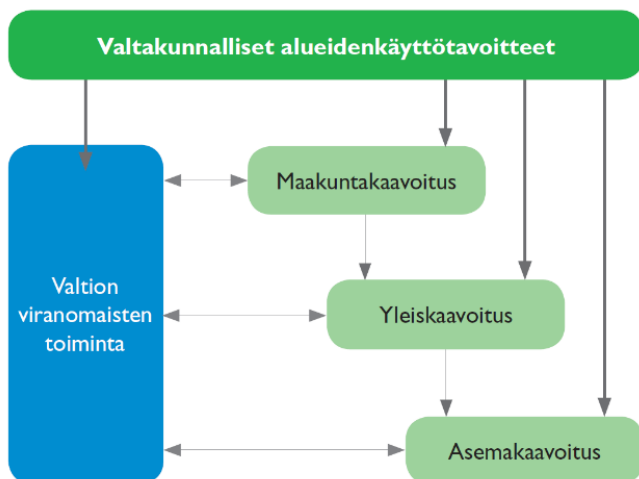 Valtakunnalliset alueidenkäyttötavoitteet
Maakuntakaavoitus
Valtion
viranomaisten
toiminta
Yleiskaavoitus
Asemakaavoitus